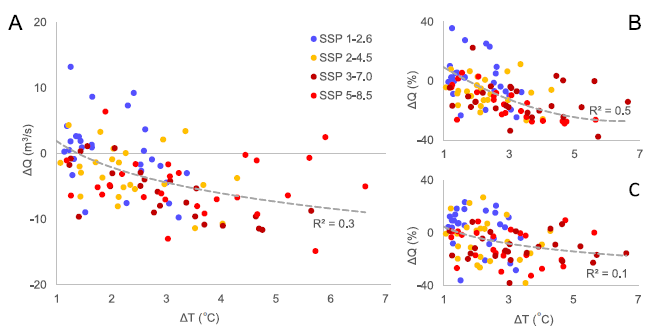 A
ΔQ (m³/s)
20
10
0
−10
−20
SSP 1-2.6
SSP 2-4.5
SSP 3-7.0
SSP 5-8.5
R² = 0.3
1 2 3 4 5 6 7
ΔT (°C)
B
ΔQ (%)
40
0
-40
R² = 0.5
1 3 5 7
C
ΔQ (%)
40
0
-40
R² = 0.1
1 3 5 7
ΔT (°C)